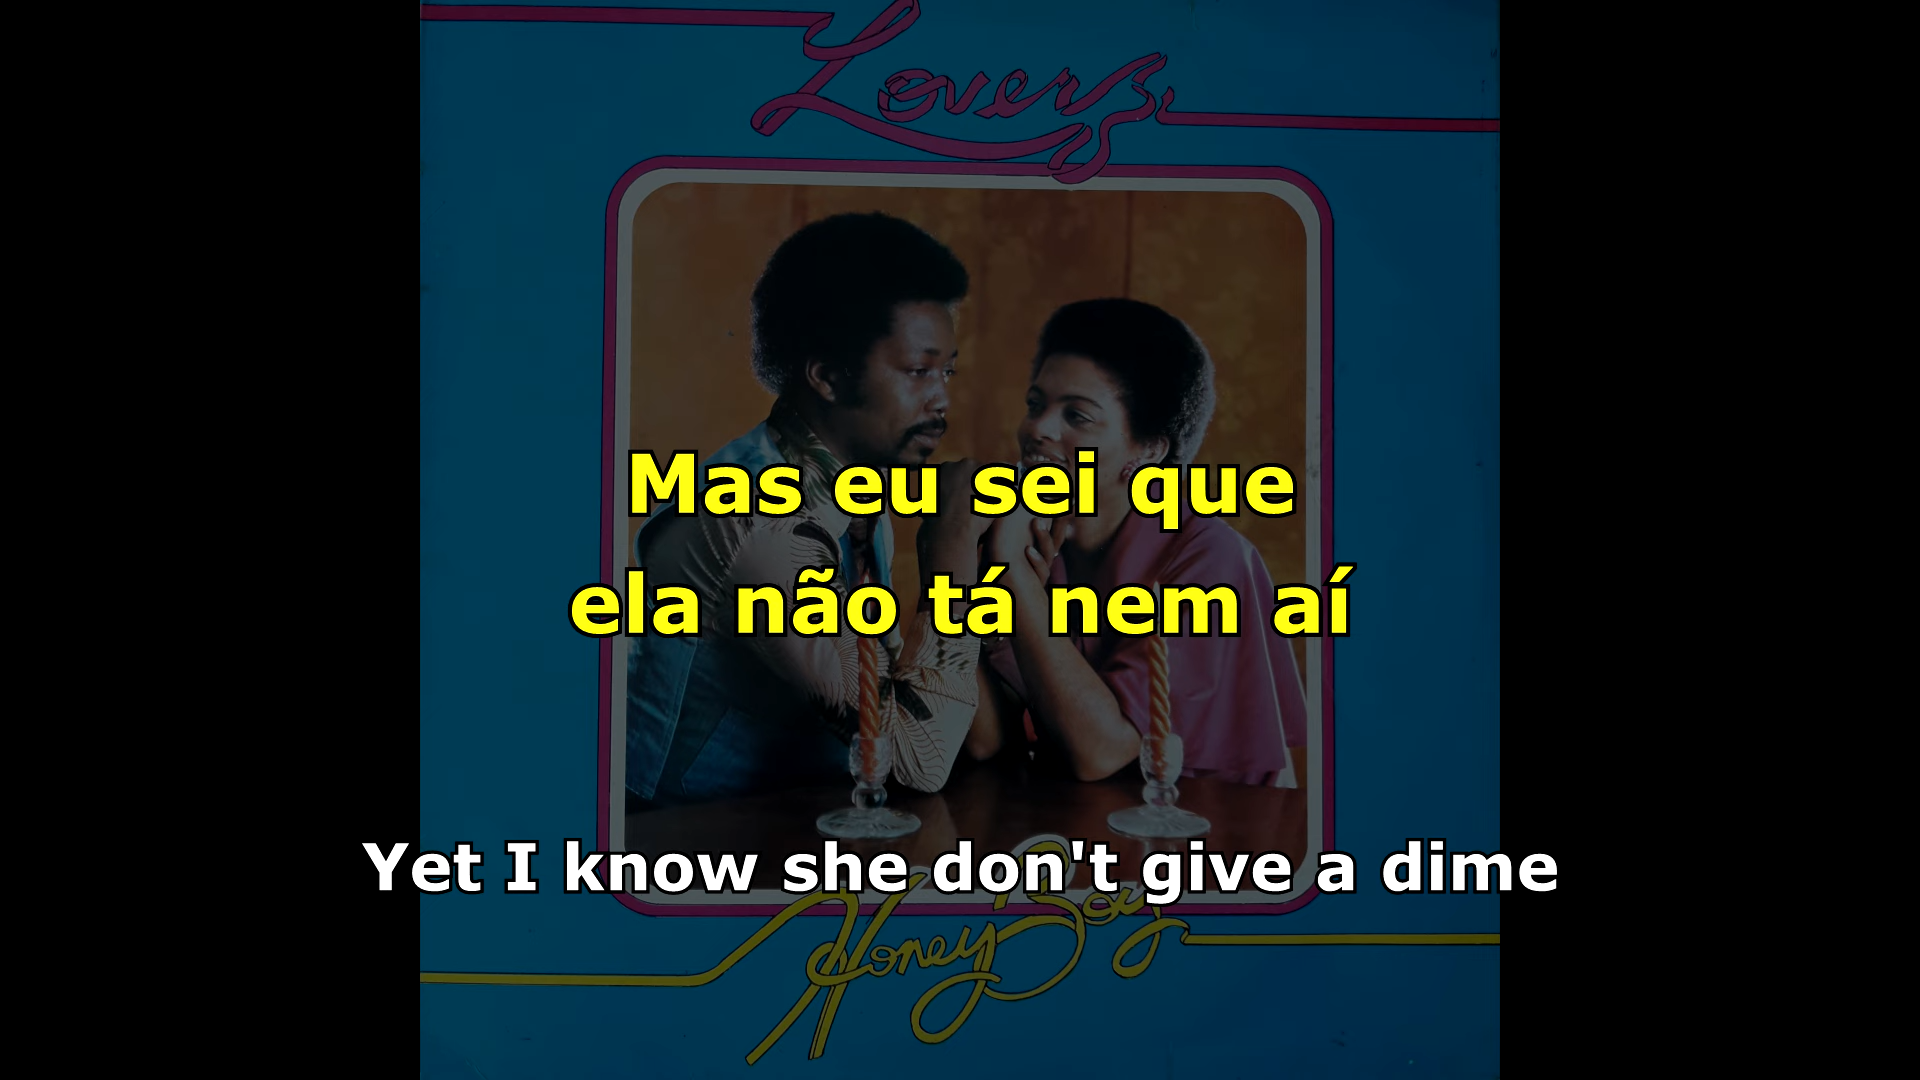 Lovers
Mas eu sei que
ela não tá nem aí
Yet I know she don't give a dime
Honey Boy